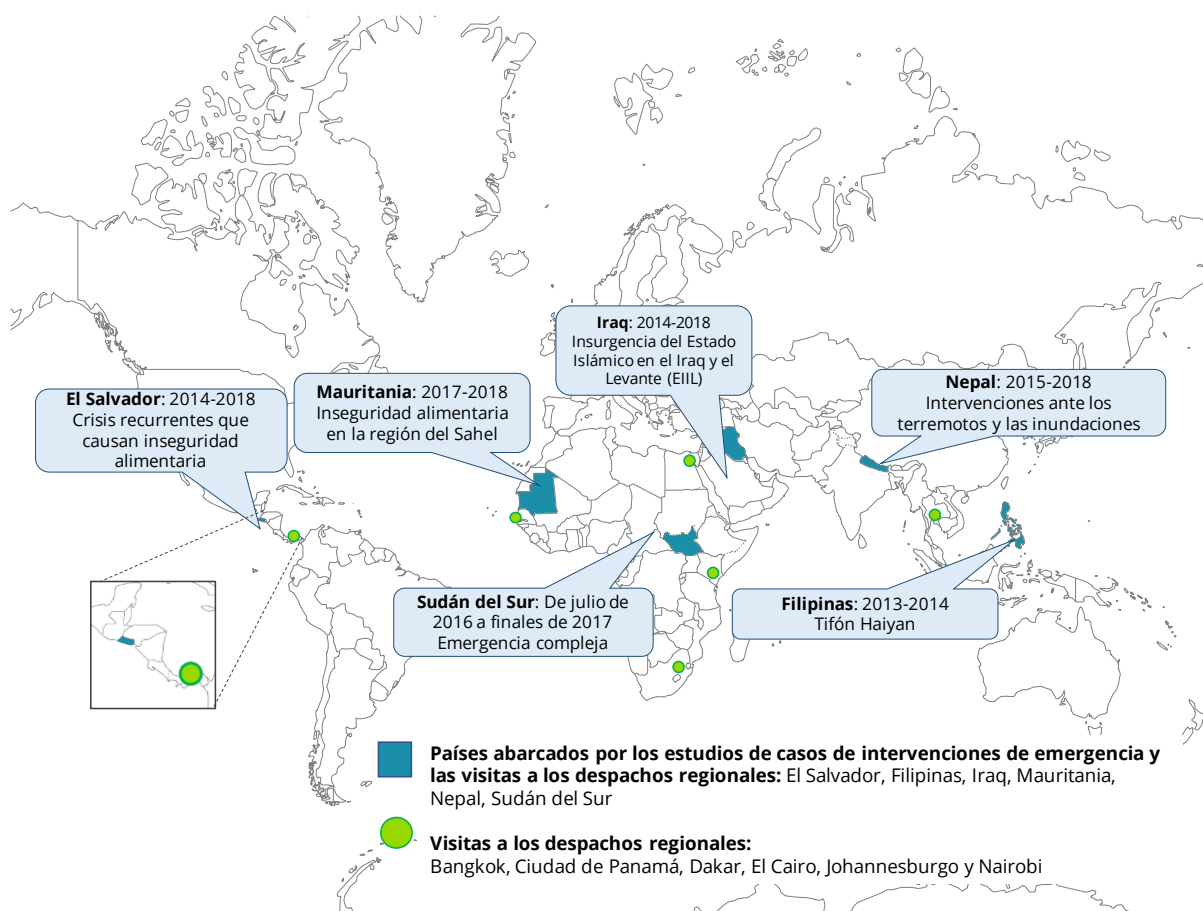 Iraq: 2014-2018
Insurgencia del Estado
Islámico en el Iraq y el
Levante (EIIL)
Mauritania: 2017-2018
Inseguridad alimentaria
en la región del Sahel
Nepal: 2015-2018
Intervenciones ante los
terremotos y las inundaciones
El Salvador: 2014-2018
Crisis recurrentes que
causan inseguridad
alimentaria
Sudán del Sur: De julio de
2016 a finales de 2017
Emergencia compleja
Filipinas: 2013-2014
Tifón Haiyan
Países abarcados por los estudios de casos de intervenciones de emergencia y
las visitas a los despachos regionales: El Salvador, Filipinas, Iraq, Mauritania,
Nepal, Sudán del Sur
Visitas a los despachos regionales:
Bangkok, Ciudad de Panamá, Dakar, El Cairo, Johannesburgo y Nairobi